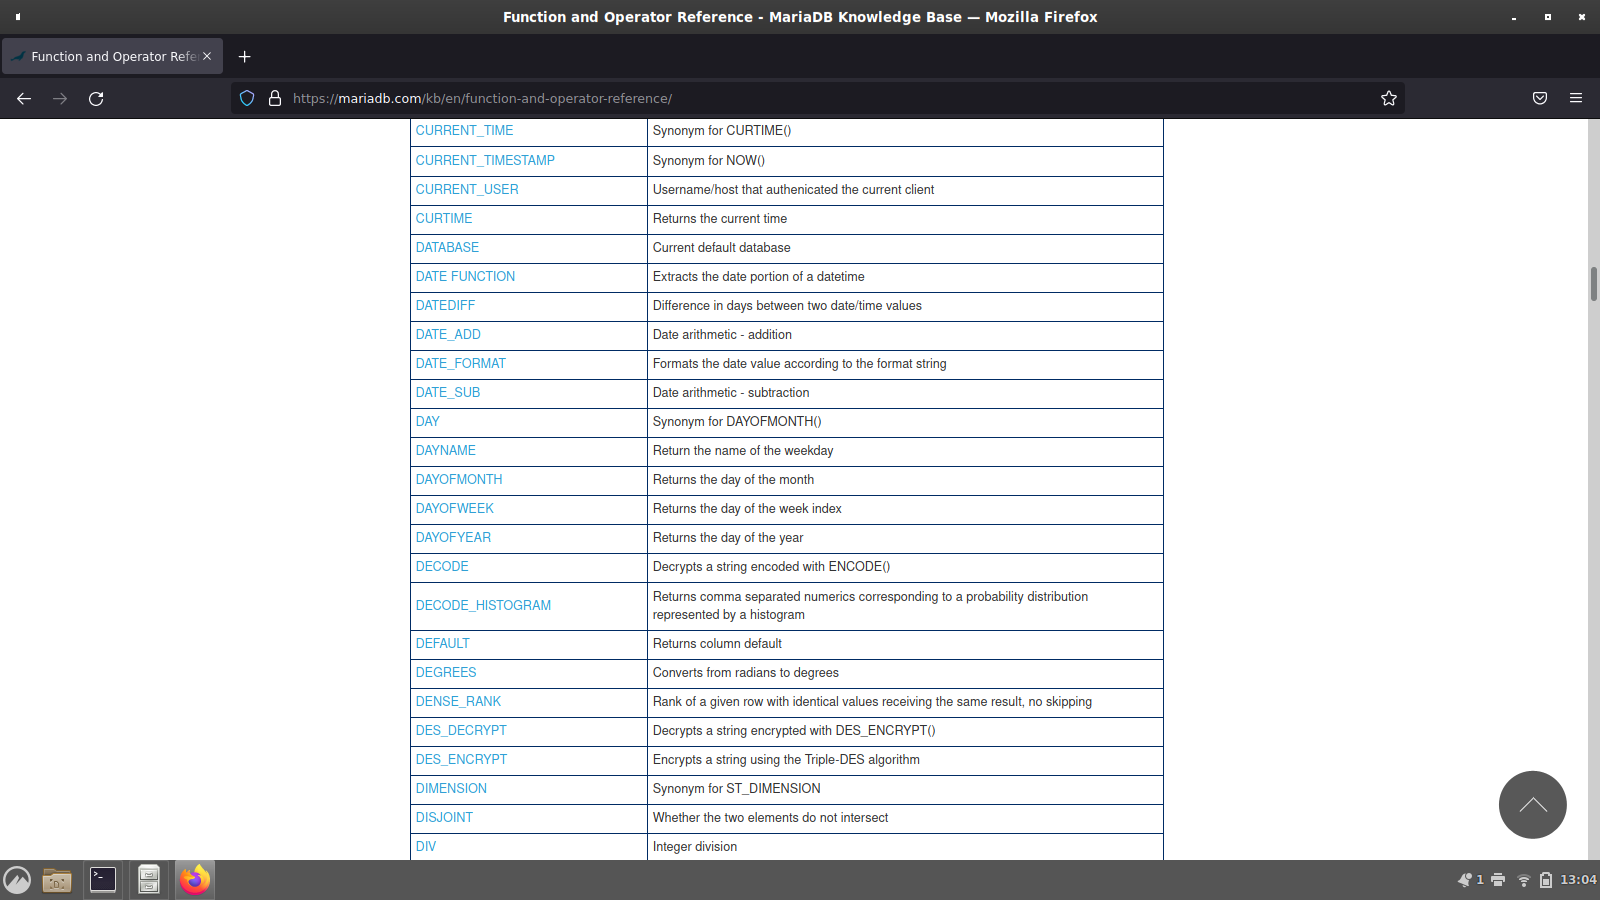 Function and Operator Reference - MariaDB Knowledge Base — Mozilla Firefox
Function and Operator Refe
https://mariadb.com/kb/en/function-and-operator-reference/
CURRENT_TIME Synonym for CURTIME()
CURRENT_TIMESTAMP Synonym for NOW()
CURRENT_USER Username/host that authenicated the current client
CURTIME Returns the current time
DATABASE Current default database
DATE FUNCTION Extracts the date portion of a datetime
DATEDIFF Difference in days between two date/time values
DATE_ADD Date arithmetic - addition
DATE_FORMAT Formats the date value according to the format string
DATE_SUB Date arithmetic - subtraction
DAY Synonym for DAYOFMONTH()
DAYNAME Return the name of the weekday
DAYOFMONTH Returns the day of the month
DAYOFWEEK Returns the day of the week index
DAYOFYEAR Returns the day of the year
DECODE Decrypts a string encoded with ENCODE()
DECODE_HISTOGRAM Returns comma separated numerics corresponding to a probability distribution
represented by a histogram
DEFAULT Returns column default
DEGREES Converts from radians to degrees
DENSE_RANK Rank of a given row with identical values receiving the same result, no skipping
DES_DECRYPT Decrypts a string encrypted with DES_ENCRYPT()
DES_ENCRYPT Encrypts a string using the Triple-DES algorithm
DIMENSION Synonym for ST_DIMENSION
DISJOINT Whether the two elements do not intersect
DIV Integer division
1 13:04